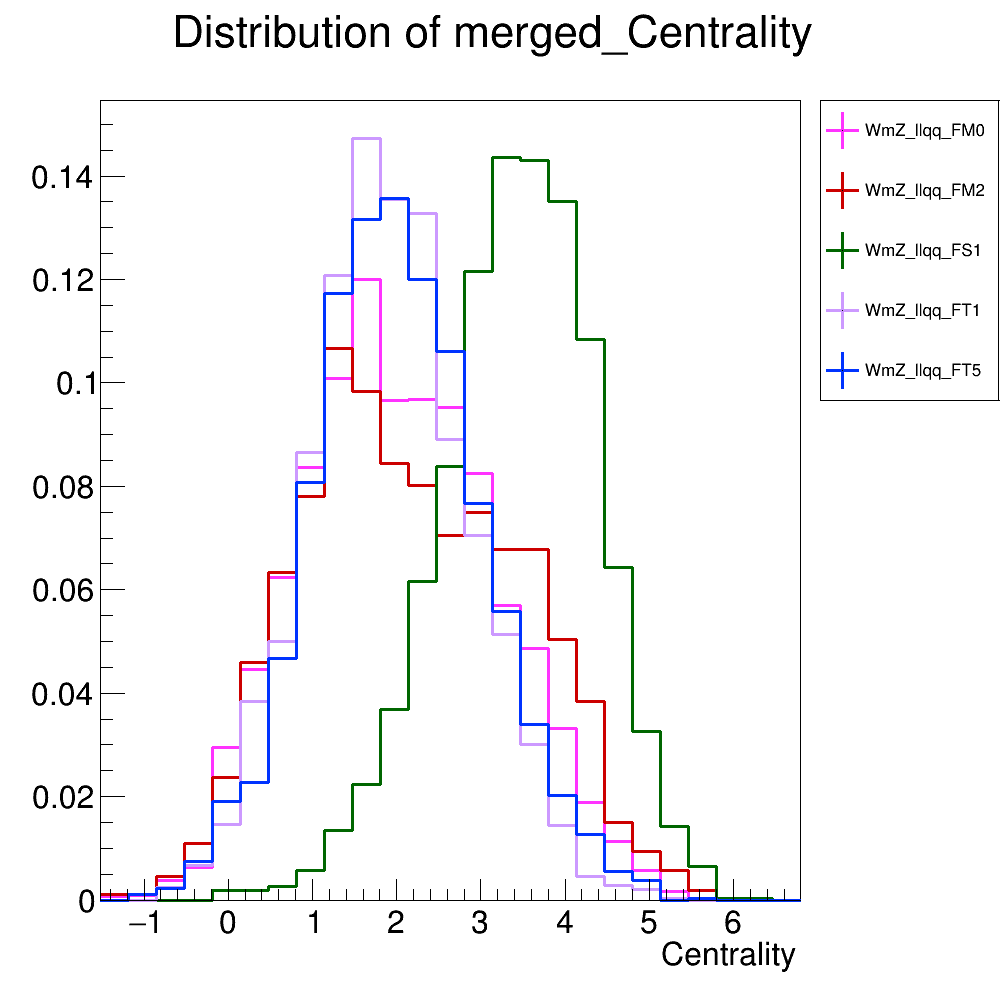 Distribution of merged_Centrality
WmZ_llqq_FM0
WmZ_llqq_FM2
WmZ_llqq_FS1
WmZ_llqq_FT1
WmZ_llqq_FT5
0.14
0.12
0.1
0.08
0.06
0.04
0.02
0
−1 0 1 2 3 4 5 6
Centrality